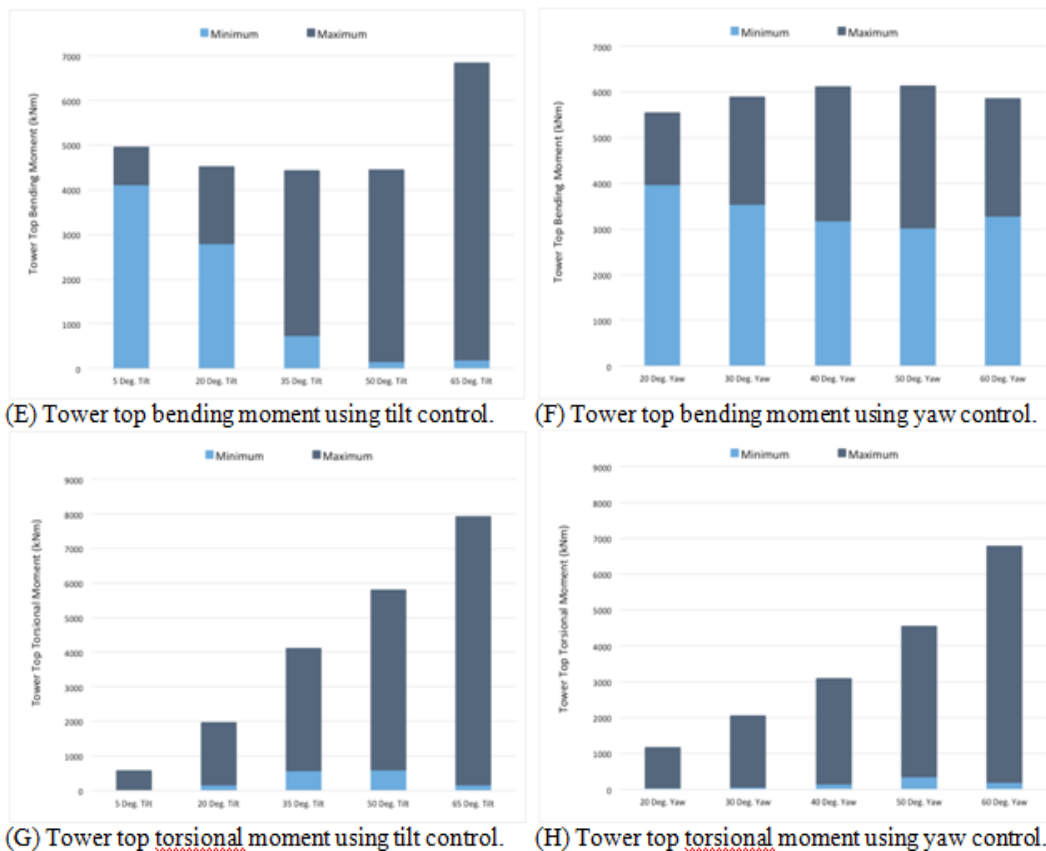 Minimum Maximum
Tower Top Bending Moment (kNm)
7000
6000
5000
4000
3000
2000
1000
0
5 Deg. Tilt 20 Deg. Tilt 35 Deg. Tilt 50 Deg. Tilt 65 Deg. Tilt
(E) Tower top bending moment using tilt control.
Minimum Maximum
Tower Top Bending Moment (kNm)
7000
6000
5000
4000
3000
2000
1000
0
20 Deg. Yaw 30 Deg. Yaw 40 Deg. Yaw 50 Deg. Yaw 60 Deg. Yaw
(F) Tower top bending moment using yaw control.
Minimum Maximum
Tower Top Torsional Moment (kNm)
9000
8000
7000
6000
5000
4000
3000
2000
1000
0
5 Deg. Tilt 20 Deg. Tilt 35 Deg. Tilt 50 Deg. Tilt 65 Deg. Tilt
(G) Tower top torsional moment using tilt control.
Minimum Maximum
Tower Top Torsional Moment (kNm)
9000
8000
7000
6000
5000
4000
3000
2000
1000
0
20 Deg. Yaw 30 Deg. Yaw 40 Deg. Yaw 50 Deg. Yaw 60 Deg. Yaw
(H) Tower top torsional moment using yaw control.